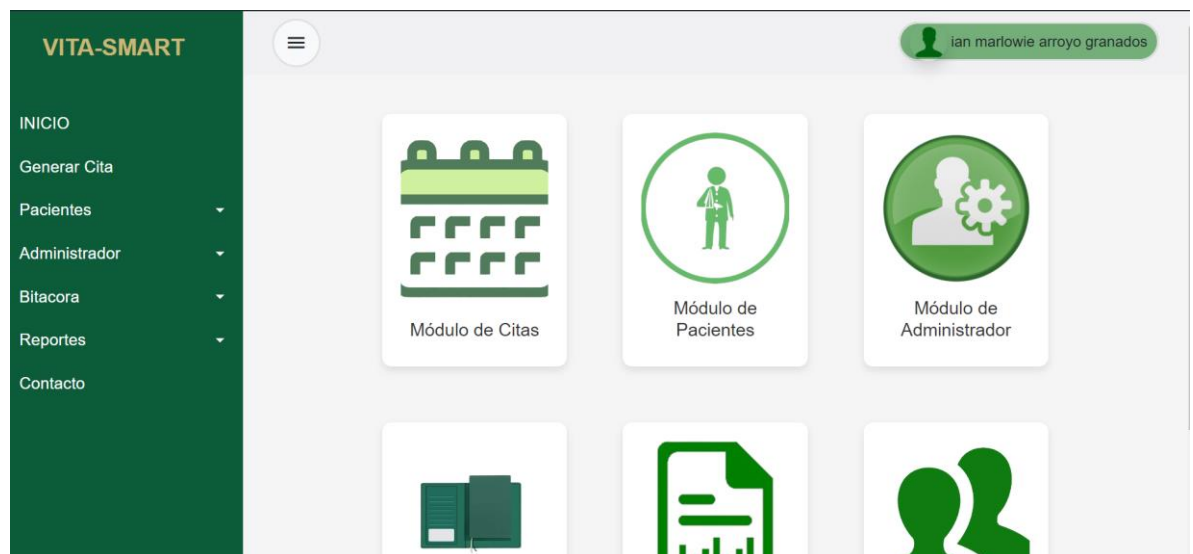 VITA-SMART
ian marlowie arroyo granados
INICIO
Generar Cita
Pacientes
Administrador
Bitacora
Reportes
Contacto
Módulo de Citas
Módulo de
Pacientes
Módulo de
Administrador